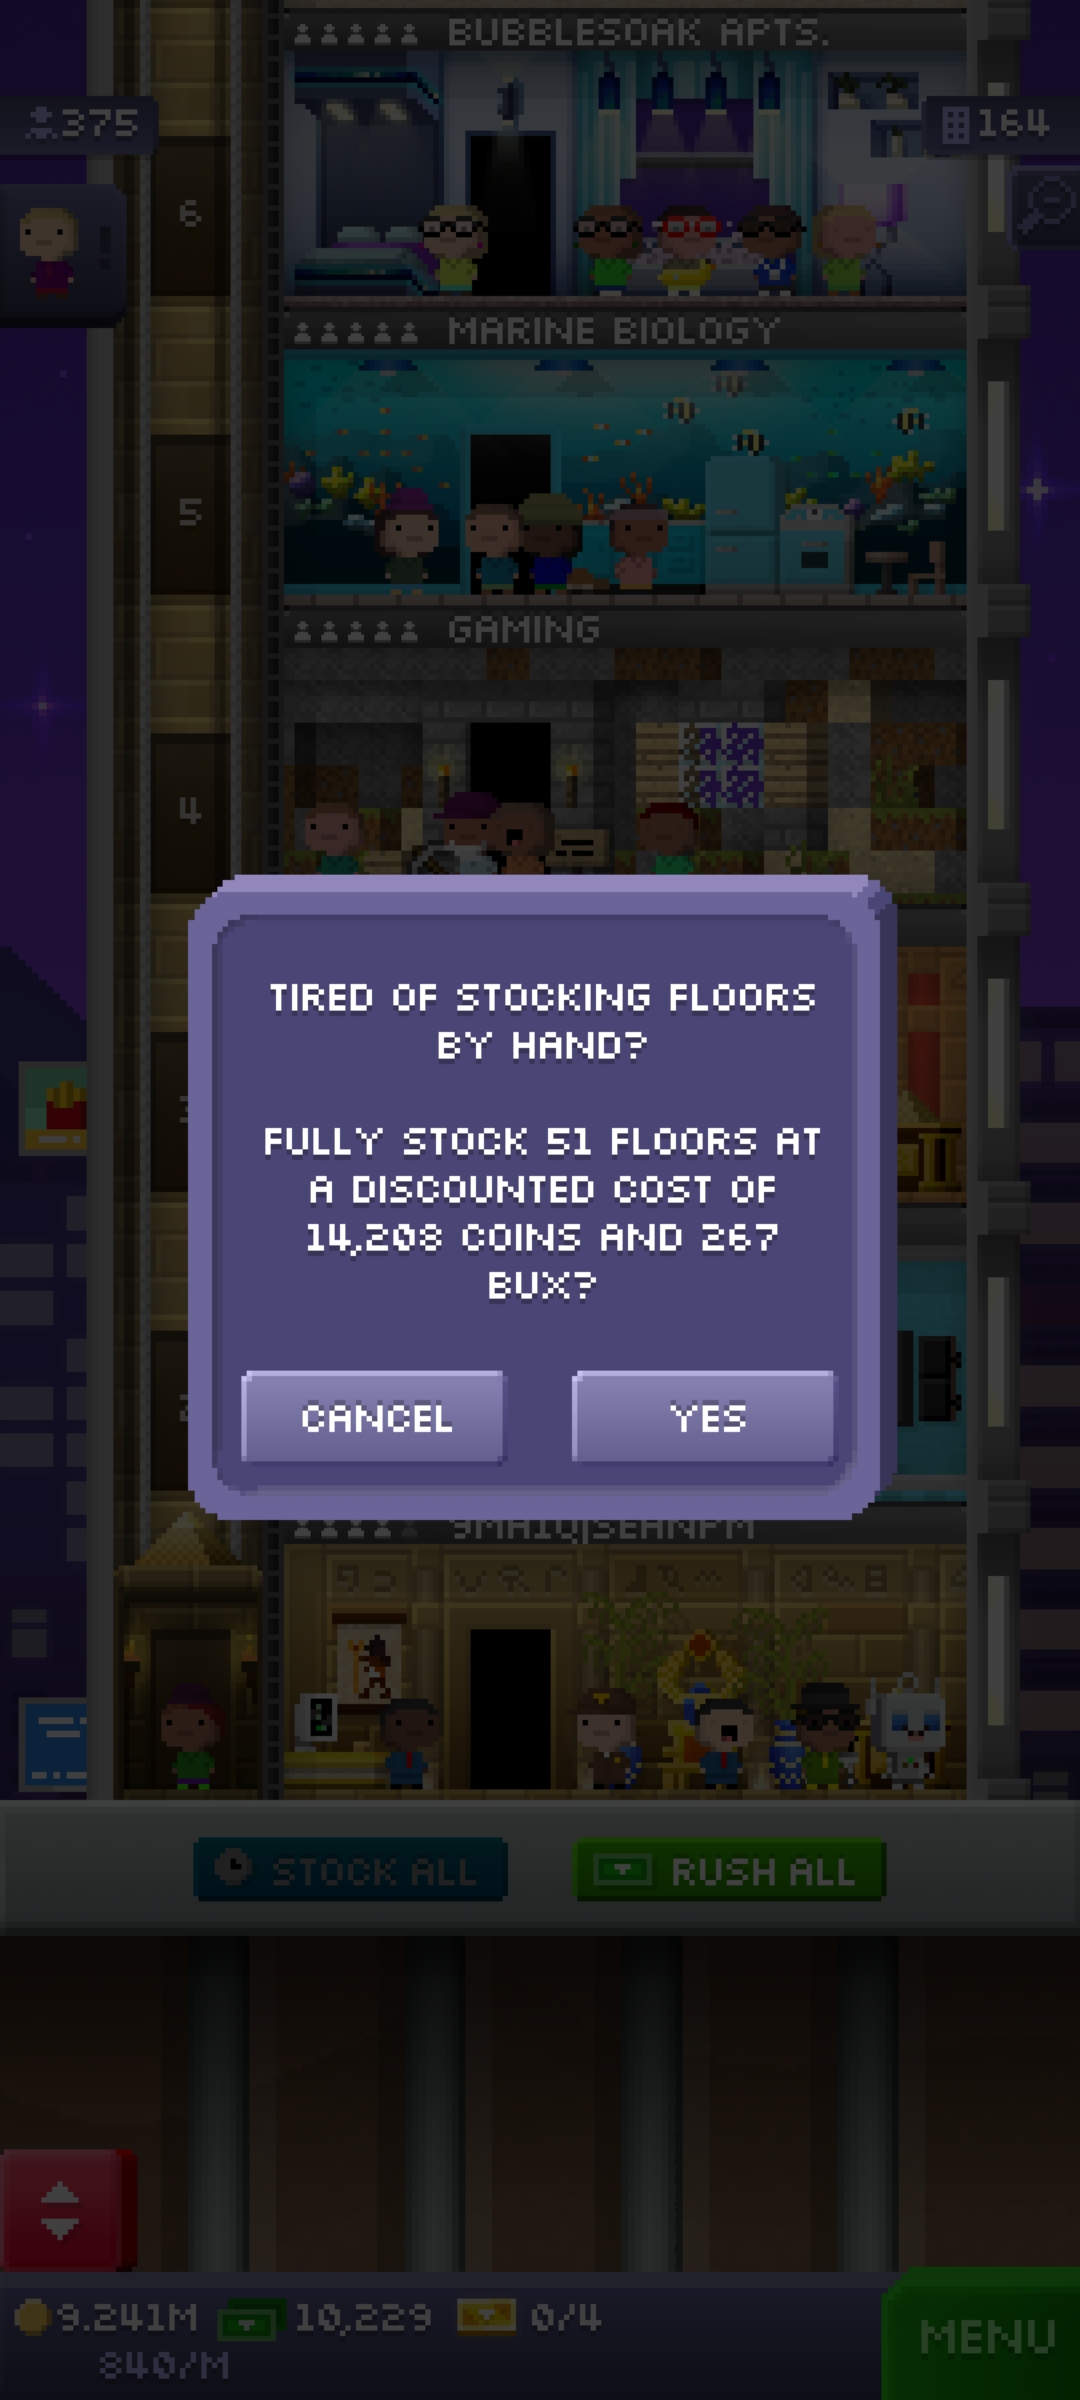 BUBBLESOAK APTS.
375
164
6
MARINE BIOLOGY
5
GAMING
4
TIRED OF STOCKING FLOORS
BY HAND?
FULLY STOCK 51 FLOORS AT
A DISCOUNTED COST OF
14,208 COINS AND 267
BUX?
CANCEL
YES
STOCK ALL
RUSH ALL
9.241M
10,229
0/4
840/M
MENU